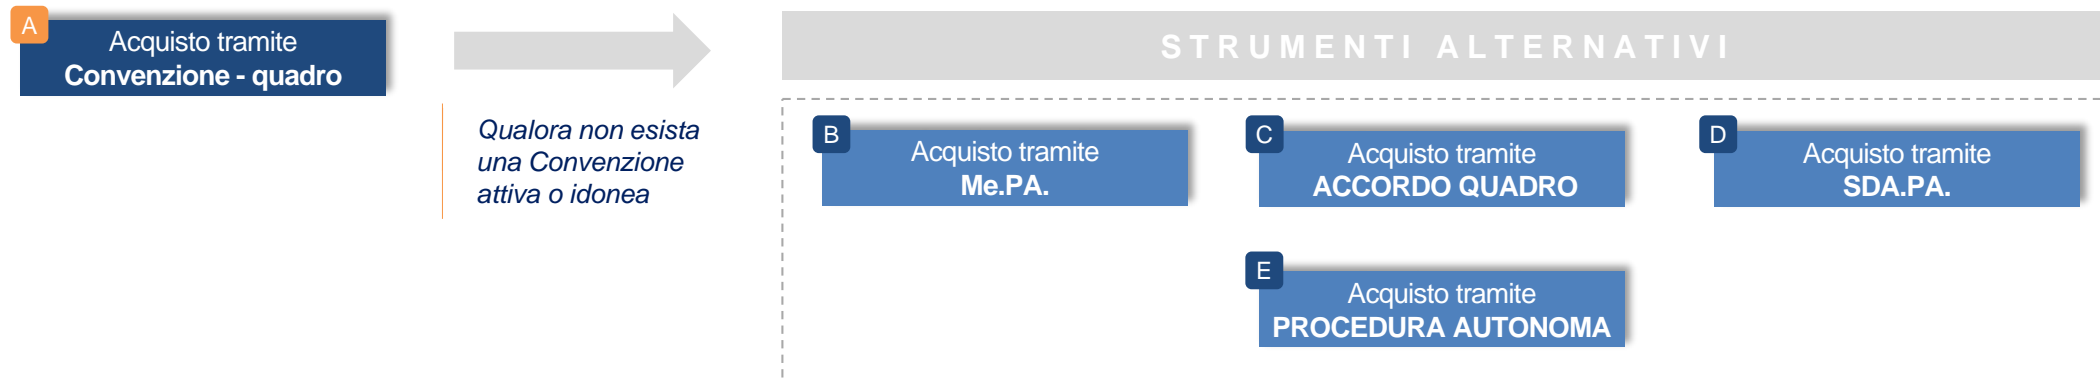 A
Acquisto tramite
Convenzione - quadro
Qualora non esista
una Convenzione
attiva o idonea
STRUMENTI ALTERNATIVI
B
Acquisto tramite
Me.PA.
C
Acquisto tramite
ACCORDO QUADRO
D
Acquisto tramite
SDA.PA.
E
Acquisto tramite
PROCEDURA AUTONOMA